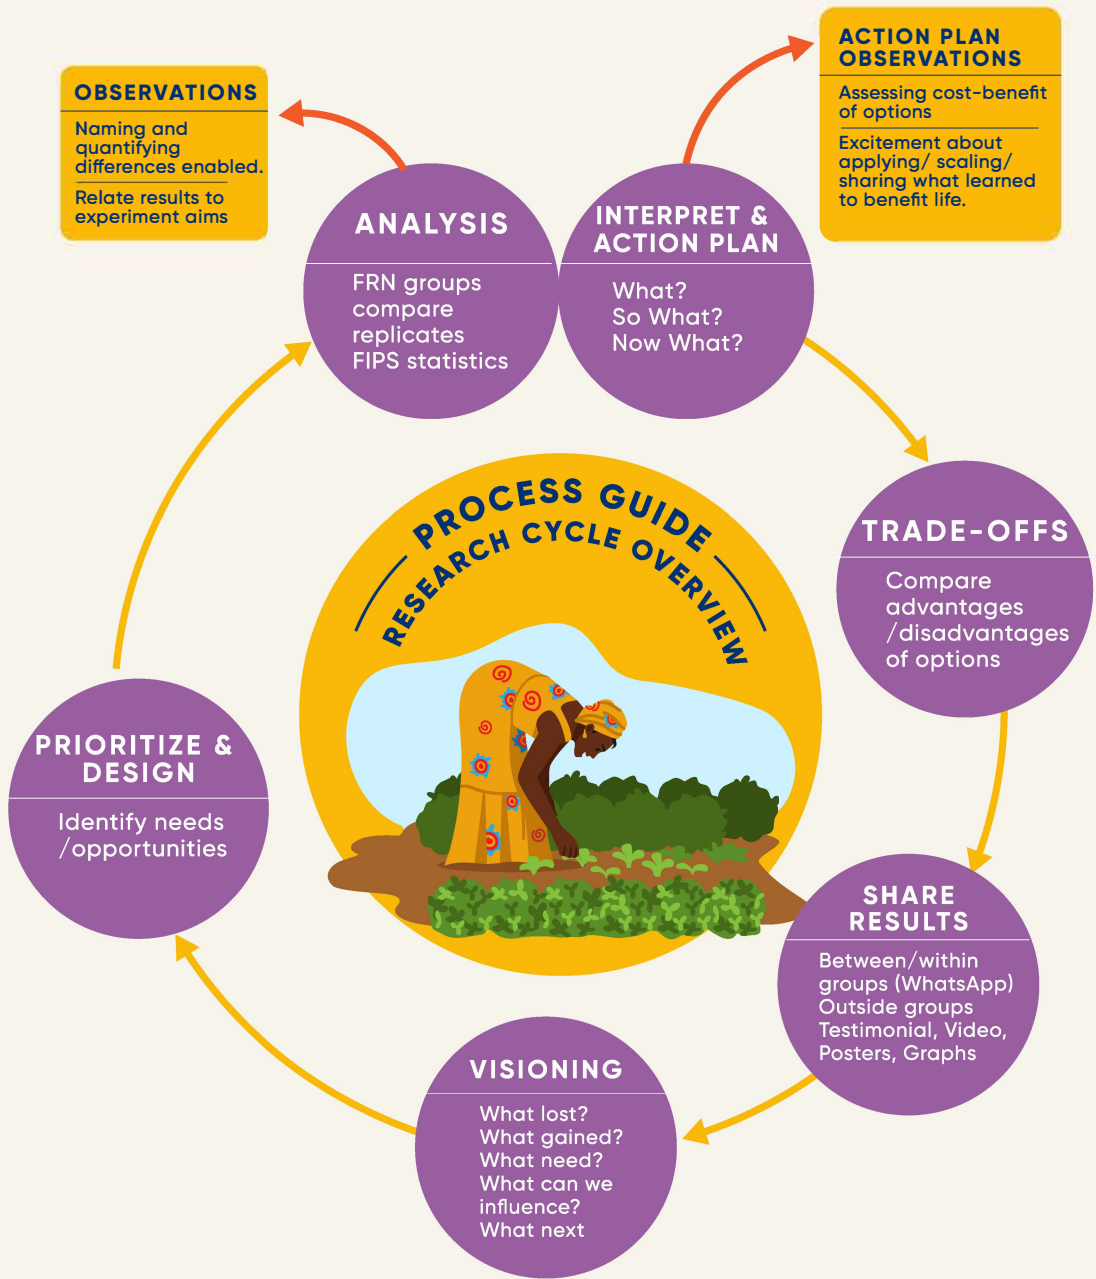 ACTION PLAN
OBSERVATIONS
Assessing cost-benefit
of options
Excitement about
applying/ scaling/
sharing what learned
to benefit life.
OBSERVATIONS
Naming and
quantifying
differences enabled.
Relate results to
experiment aims
ANALYSIS
FRN groups
compare
replicates
FIPS statistics
INTERPRET &
ACTION PLAN
What?
So What?
Now What?
PROCESS GUIDE
RESEARCH CYCLE OVERVIEW
TRADE-OFFS
Compare
advantages
/disadvantages
of options
PRIORITIZE &
DESIGN
Identify needs
/opportunities
SHARE
RESULTS
Between/within
groups (WhatsApp)
Outside groups
Testimonial, Video,
Posters, Graphs
VISIONING
What lost?
What gained?
What need?
What can we
influence?
What next